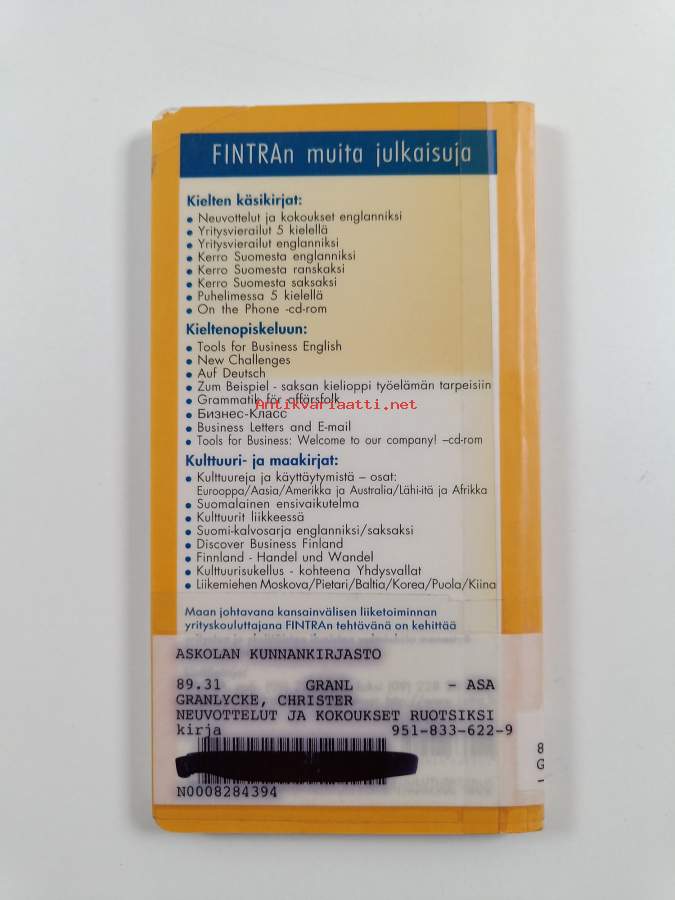 FINTRAn muita julkaisuja
Kielten käsikirjat:
• Neuvottelut ja kokoukset englanniksi
• Yritysvierailut 5 kielellä
• Yritysvierailut englanniksi
• Kerro Suomesta englanniksi
• Kerro Suomesta ranskaksi
• Kerro Suomesta saksaksi
• Puhelimessa 5 kielellä
• On the Phone -cd-rom
Kieltenopiskeluun:
• Tools for Business English
• New Challenges
• Auf Deutsch
• Zum Beispiel - saksan kielioppi työelämän tarpeisiin
• Grammatik för affärsfolk
Antikvariaatti.net
• Бизнес-Класс
• Business Letters and E-mail
• Tools for Business: Welcome to our company! –cd-rom
Kulttuuri- ja maakirjat:
• Kulttuureja ja käyttäytymistä – osat:
Eurooppa/Aasia/Amerikka ja Australia/Lähi-itä ja Afrikka
• Suomalainen ensivaikutelma
• Kulttuurit liikkeessä
• Suomi-kalvosarja englanniksi/saksaksi
• Discover Business Finland
• Finnland - Handel und Wandel
• Kulttuurisukellus - kohteena Yhdysvallat
• Liikemiehen Moskova/Pietari/Baltia/Korea/Puola/Kiina
Maan johtavana kansainvälisen liiketoiminnan
yrityskouluttajana FINTRAn tehtävänä on kehittää
ASKOLAN KUNNANKIRJASTO
89.31 GRANL - ASA
GRANLYCKE, CHRISTER
NEUVOTTELUT JA KOKOUKSET RUOTSIKSI
kirja 951-833-622-9
N0008284394
8
G
-